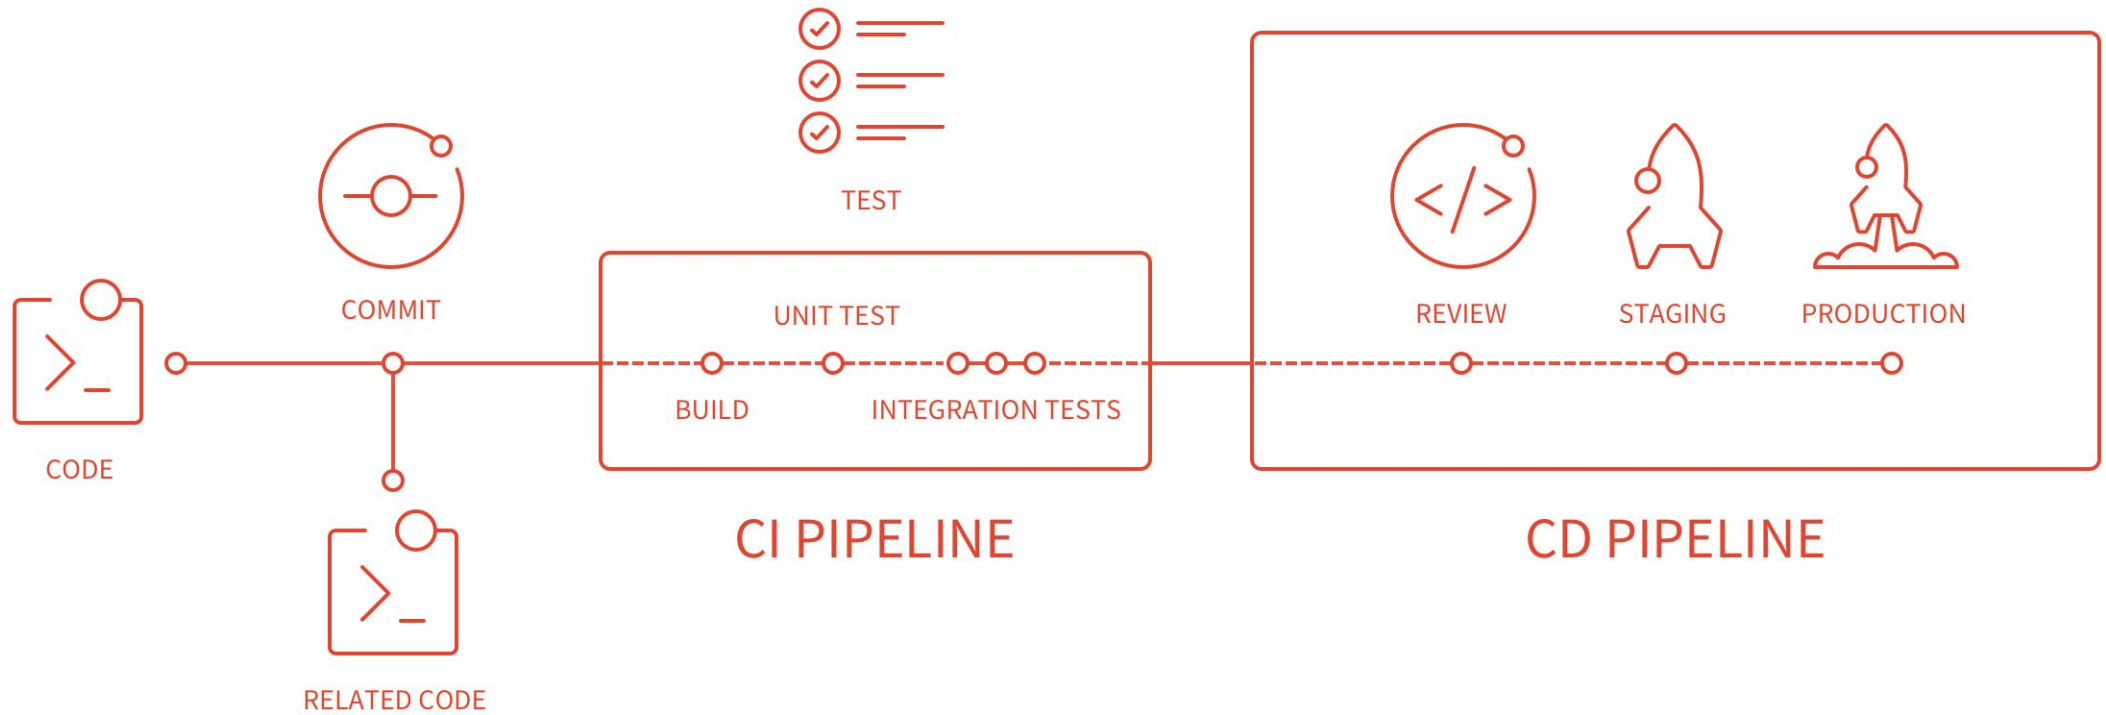 CODE
COMMIT
RELATED CODE
TEST
UNIT TEST
BUILD
INTEGRATION TESTS
CI PIPELINE
REVIEW
STAGING
PRODUCTION
CD PIPELINE